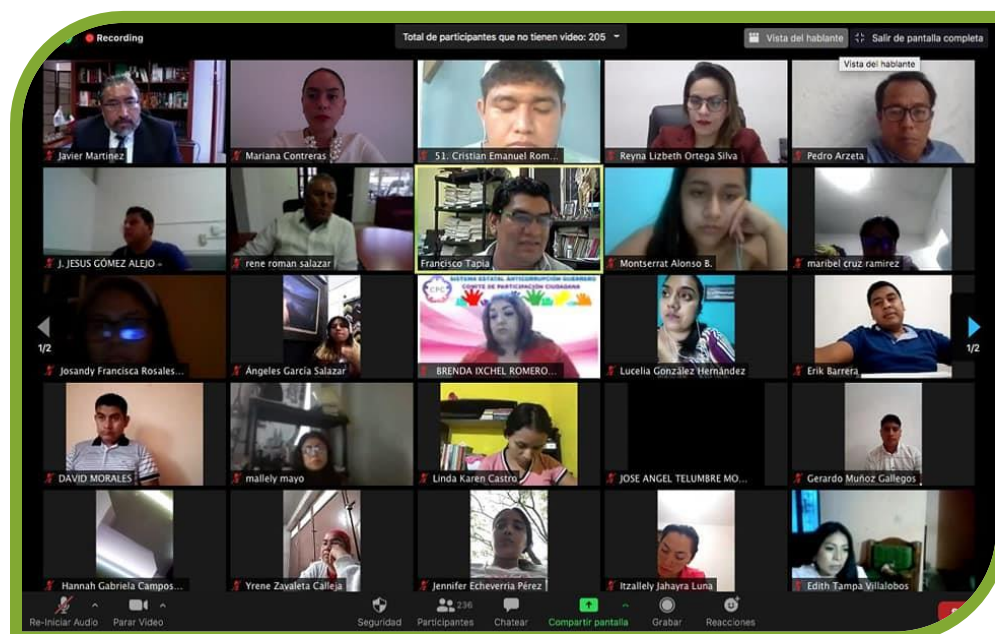 Recording
Total de participantes que no tienen video: 205
Vista del hablante
Salir de pantalla completa
Vista del hablante
Javier Martinez
Mariana Contreras
51. Cristian Emanuel Rom...
Reyna Lizbeth Ortega Silva
Pedro Arzeta
J. JESUS GÓMEZ ALEJO
rene roman salazar
Francisco Tapia
Montserrat Alonso B.
maribel cruz ramirez
SISTEMA ESTATAL ANTICORRUPCIÓN GUERRERO
COMITÉ DE PARTICIPACIÓN CIUDADANA
CPC
1/2
1/2
Josandy Francisca Rosales...
Ángeles García Salazar
BRENDA IXCHEL ROMERO...
Lucelia González Hernández
Erik Barrera
DAVID MORALES
mallely mayo
Linda Karen Castro
JOSE ANGEL TELUMBRE MO...
Gerardo Muñoz Gallegos
Hannah Gabriela Campos...
Yrene Zavaleta Calleja
Jennifer Echeverria Pérez
Itzallely Jahayra Luna
Edith Tampa Villalobos
236
Re-Iniciar Audio
Parar Video
Seguridad
Participantes
Chatear
Compartir pantalla
Grabar
Reacciones